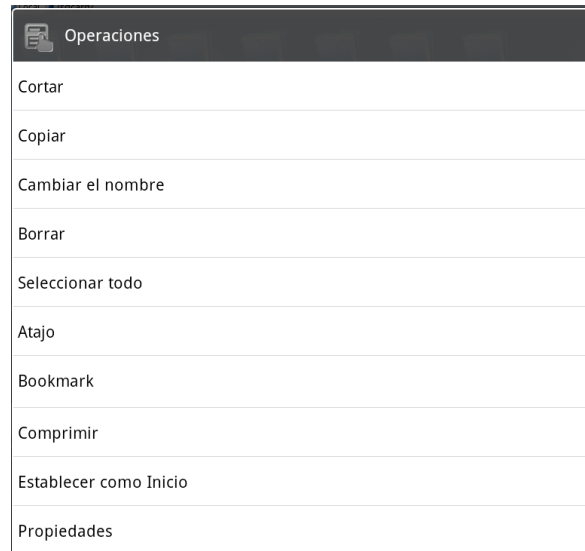 Operaciones
Cortar
Copiar
Cambiar el nombre
Borrar
Seleccionar todo
Atajo
Bookmark
Comprimir
Establecer como Inicio
Propiedades